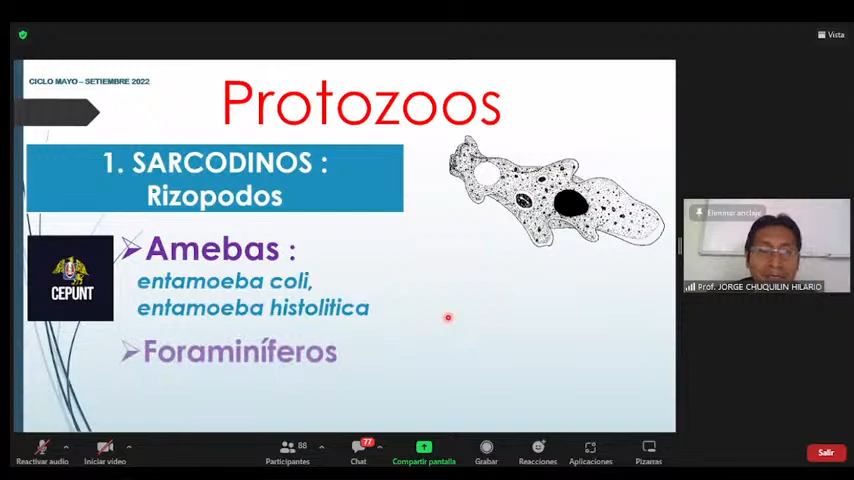 Vista
CICLO MAYO – SETIEMBRE 2022
Protozoos
1. SARCODINOS :
Rizopodos
Amebas :
entamoeba coli,
entamoeba histolitica
Foraminíferos
CEPUNT
Eliminar anclaje
Prof. JORGE CHUQUILIN HILARIO
Reactivar audio
Iniciar vídeo
88
Participantes
77
Chat
Compartir pantalla
Grabar
Reacciones
Aplicaciones
Pizarras
Salir